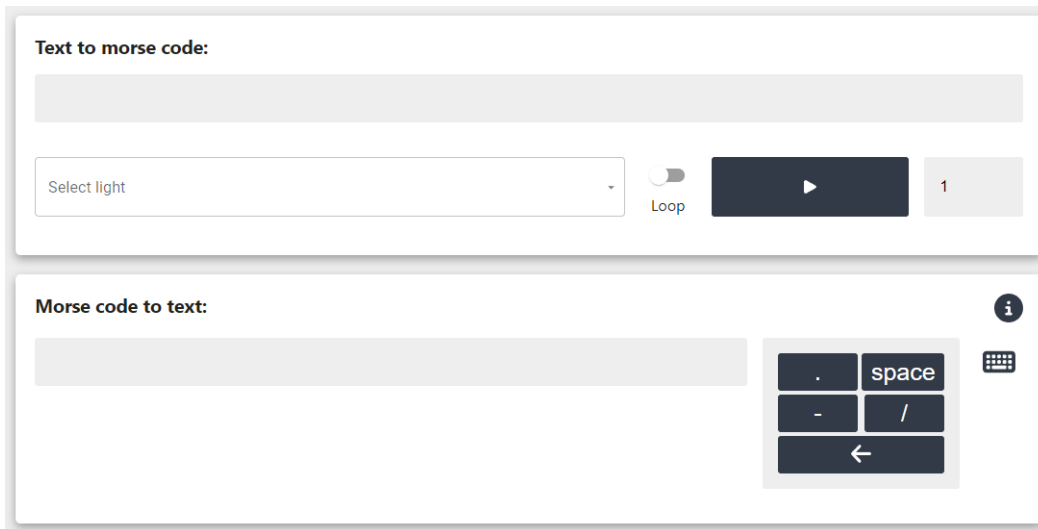 Text to morse code:
Select light
Loop
1
Morse code to text:
. space
- /
←